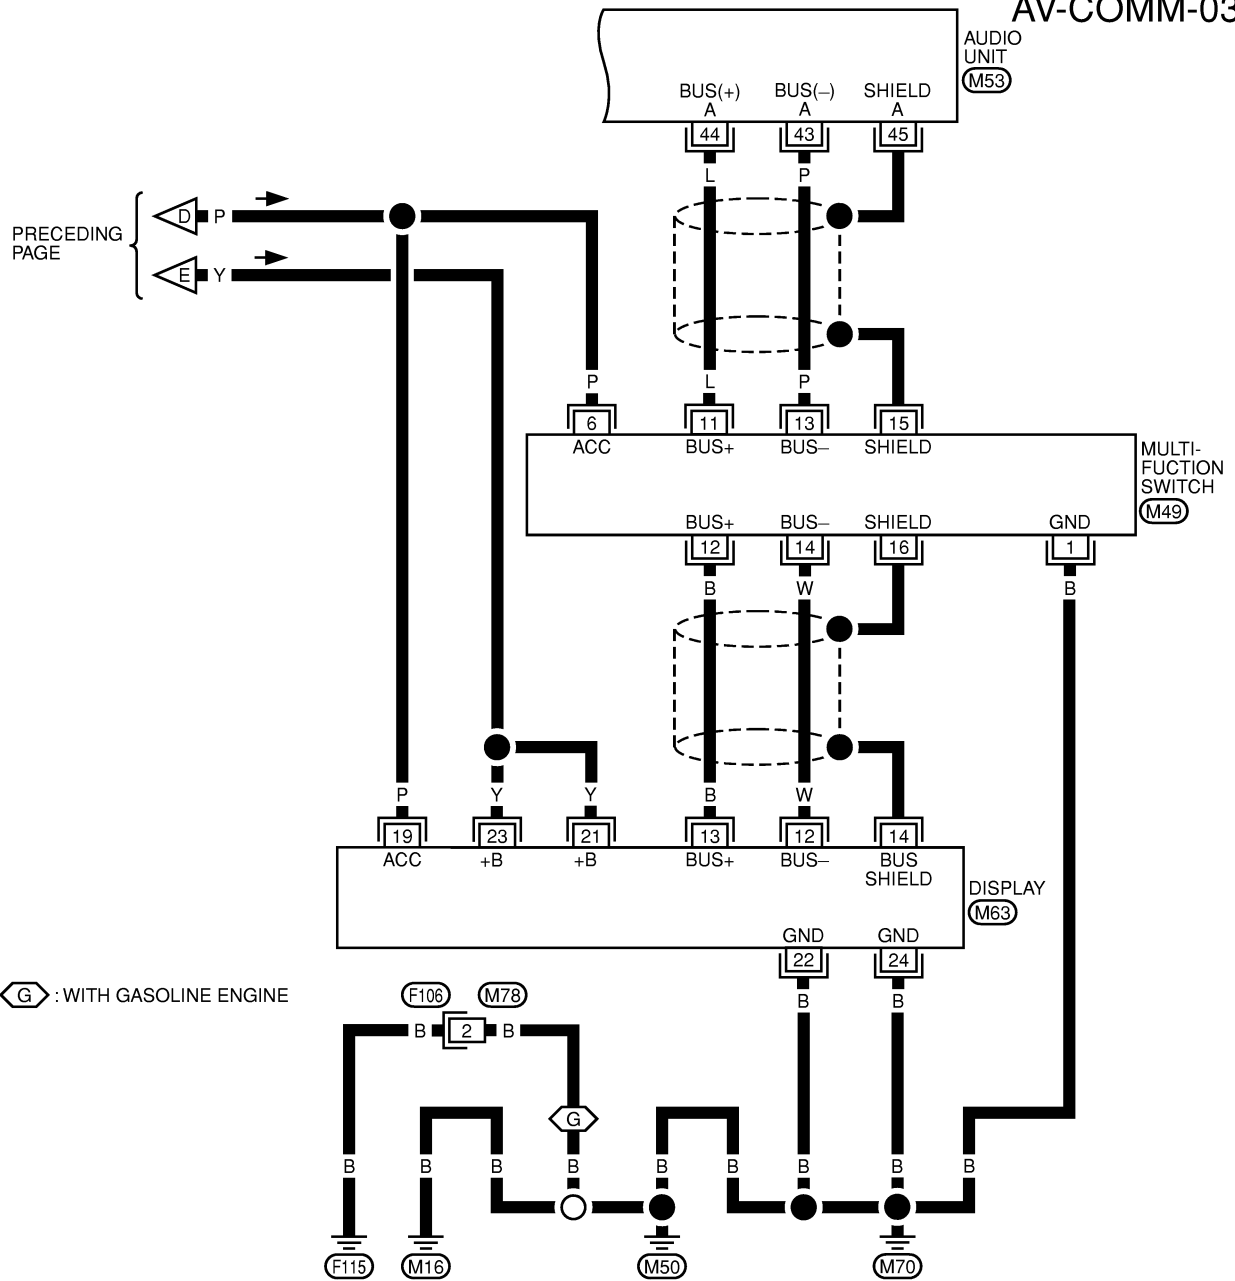 AV-COMM-03
AUDIO
UNIT
M53
BUS(+)
A
BUS(–)
A
SHIELD
A
44
43
45
L
P
PRECEDING
PAGE
D
P
E
Y
P
L
P
6
11
13
15
ACC
BUS+
BUS–
SHIELD
MULTI-
FUCTION
SWITCH
M49
BUS+
BUS–
SHIELD
GND
12
14
16
1
B
W
B
P
Y
Y
B
W
19
23
21
13
12
14
ACC
+B
+B
BUS+
BUS–
BUS
SHIELD
DISPLAY
M63
GND
GND
22
24
B
B
G : WITH GASOLINE ENGINE
F106
M78
B
2
B
G
B
B
B
B
B
B
B
B
B
F115
M16
M50
M70